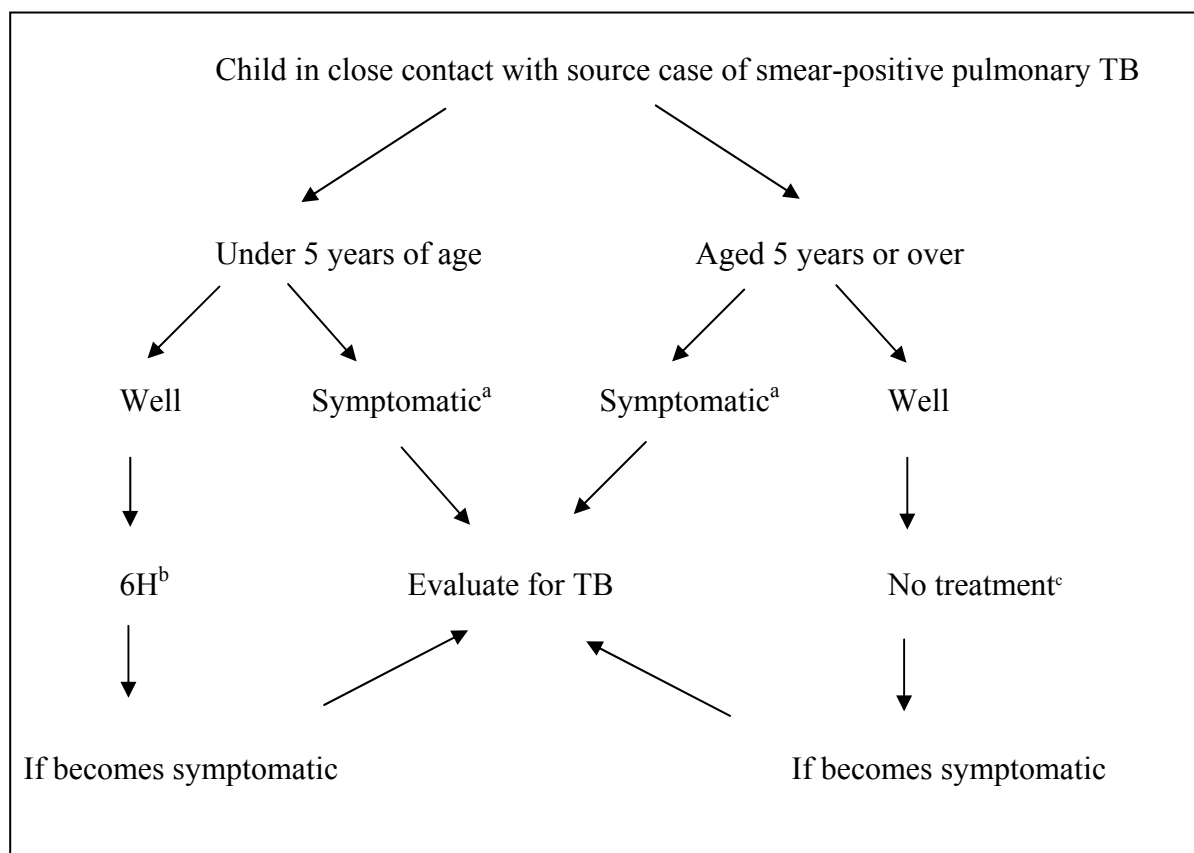 Child in close contact with source case of smear-positive pulmonary TB
Under 5 years of age
Aged 5 years or over
Well
Symptomaticᵃ
Symptomaticᵃ
Well
6Hᵇ
Evaluate for TB
No treatmentᶜ
If becomes symptomatic
If becomes symptomatic